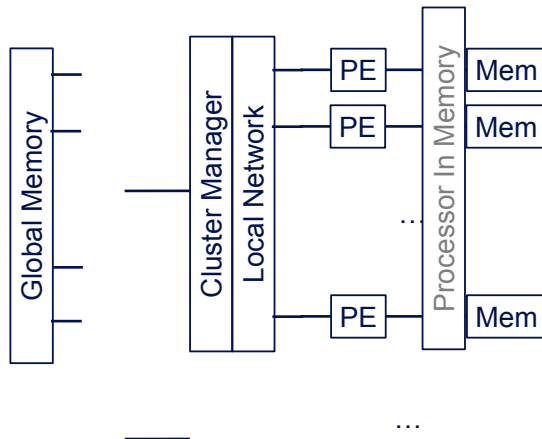 Global Memory
Cluster Manager
Local Network
PE
PE
…
PE
Processor In Memory
Mem
Mem
Mem
…